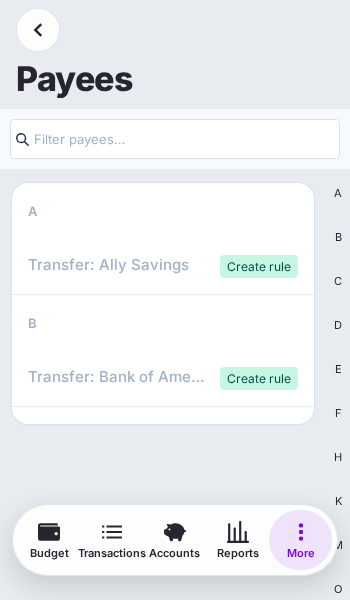 Payees
Filter payees...
A
Transfer: Ally Savings
Create rule
B
Transfer: Bank of Ame...
Create rule
A
B
C
D
E
F
G
H
K
M
O
Budget
Transactions
Accounts
Reports
More